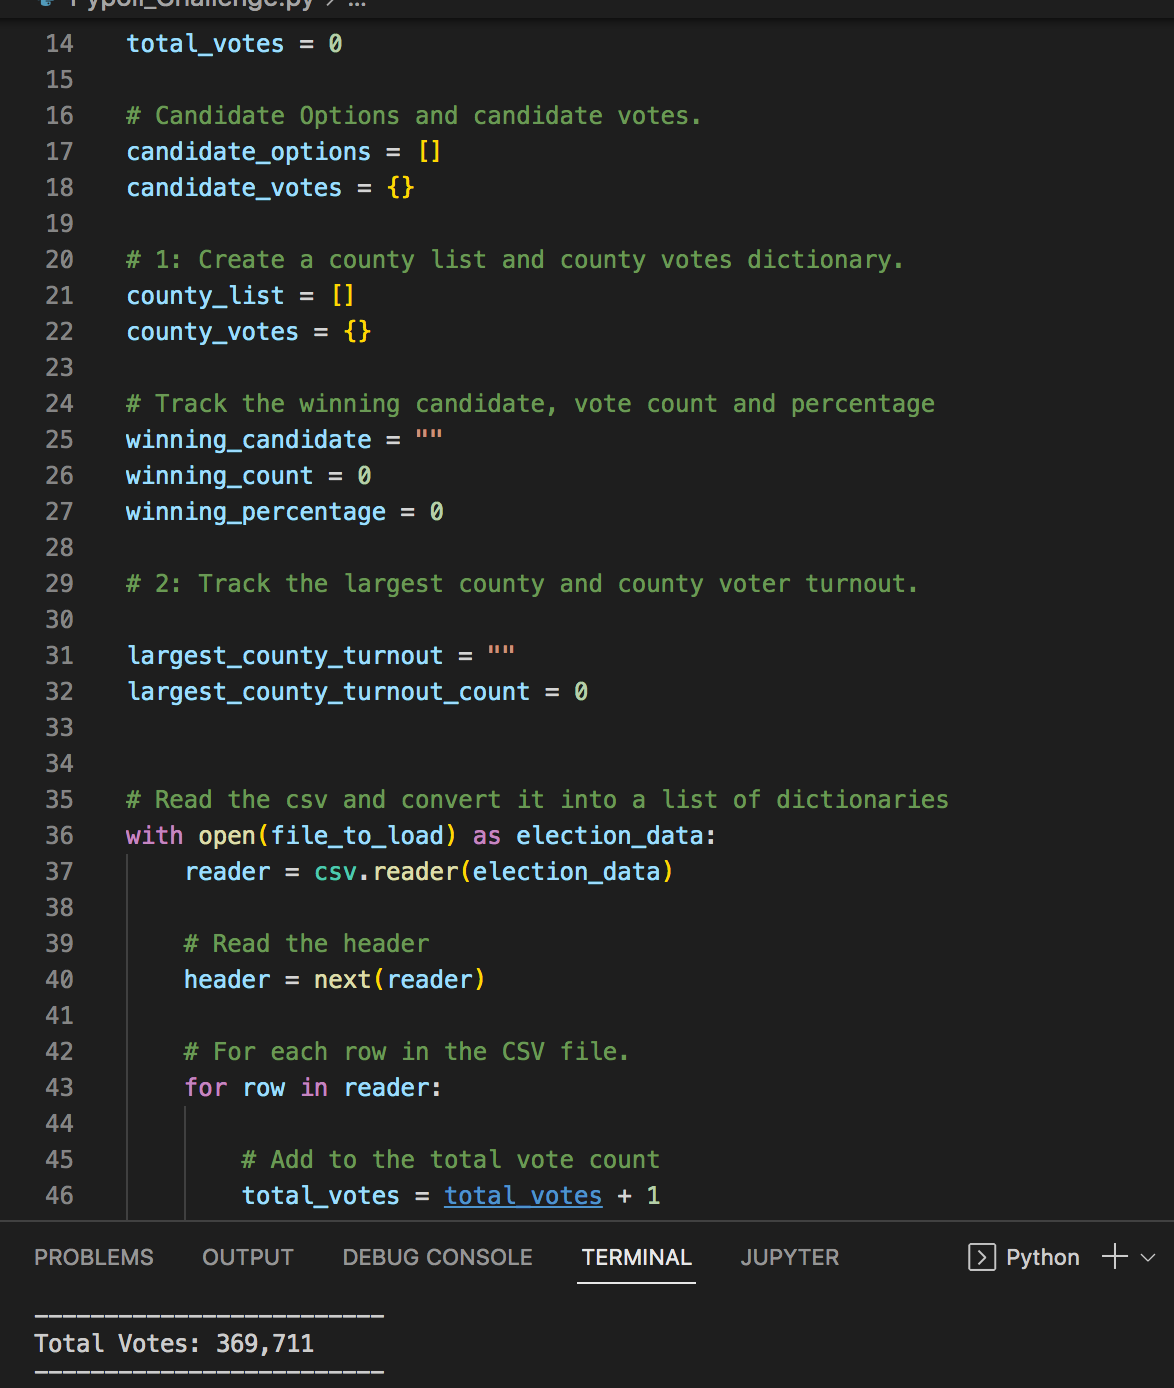 Pypoll_Challenge.py > ...
14 total_votes = 0
15
16 # Candidate Options and candidate votes.
17 candidate_options = []
18 candidate_votes = {}
19
20 # 1: Create a county list and county votes dictionary.
21 county_list = []
22 county_votes = {}
23
24 # Track the winning candidate, vote count and percentage
25 winning_candidate = ""
26 winning_count = 0
27 winning_percentage = 0
28
29 # 2: Track the largest county and county voter turnout.
30
31 largest_county_turnout = ""
32 largest_county_turnout_count = 0
33
34
35 # Read the csv and convert it into a list of dictionaries
36 with open(file_to_load) as election_data:
37     reader = csv.reader(election_data)
38
39     # Read the header
40     header = next(reader)
41
42     # For each row in the CSV file.
43     for row in reader:
44
45         # Add to the total vote count
46         total_votes = total_votes + 1
PROBLEMS OUTPUT DEBUG CONSOLE TERMINAL JUPYTER Python
-------------------------
Total Votes: 369,711
-------------------------